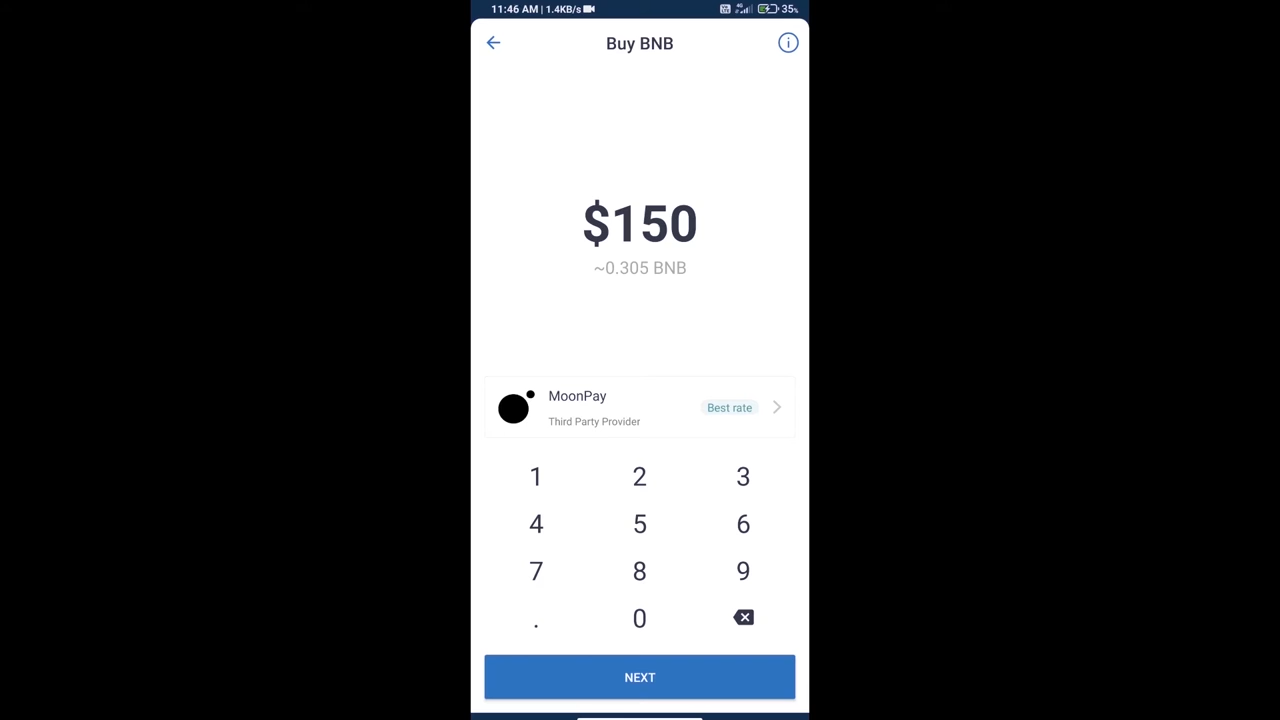 11:46 AM | 1.4KB/s 4G 35%
Buy BNB
$150
~0.305 BNB
MoonPay
Third Party Provider
Best rate
1 2 3
4 5 6
7 8 9
. 0
NEXT